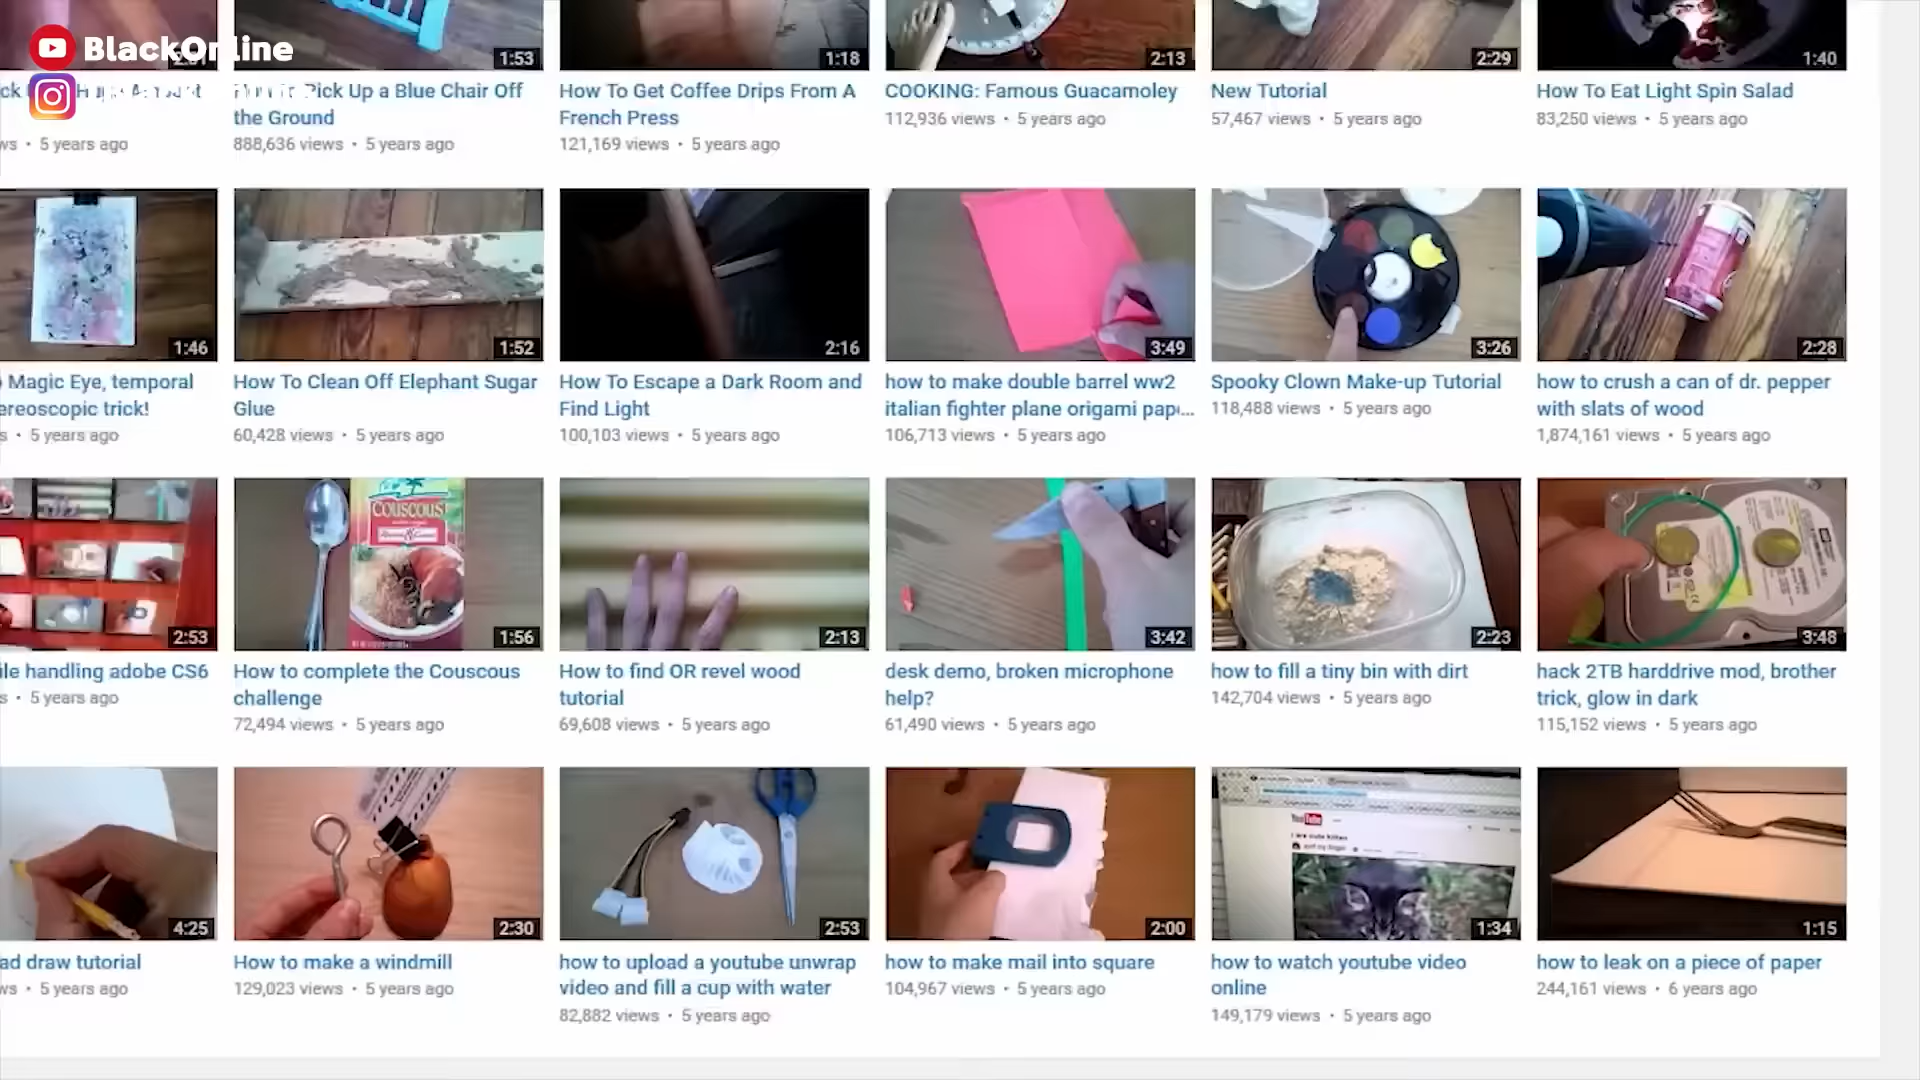 BlackOnline
1:53
1:18
2:13
2:29
1:40
How To Pick Up a Blue Chair Off
the Ground
888,636 views • 5 years ago
How To Get Coffee Drips From A
French Press
121,169 views • 5 years ago
COOKING: Famous Guacamoley
112,936 views • 5 years ago
New Tutorial
57,467 views • 5 years ago
How To Eat Light Spin Salad
83,250 views • 5 years ago
• 5 years ago
1:46
1:52
2:16
3:49
3:26
2:28
Magic Eye, temporal
ereoscopic trick!
s • 5 years ago
How To Clean Off Elephant Sugar
Glue
60,428 views • 5 years ago
How To Escape a Dark Room and
Find Light
100,103 views • 5 years ago
how to make double barrel ww2
italian fighter plane origami pap...
106,713 views • 5 years ago
Spooky Clown Make-up Tutorial
118,488 views • 5 years ago
how to crush a can of dr. pepper
with slats of wood
1,874,161 views • 5 years ago
COUSCOUS
2:53
1:56
2:13
3:42
2:23
3:48
ile handling adobe CS6
s • 5 years ago
How to complete the Couscous
challenge
72,494 views • 5 years ago
How to find OR revel wood
tutorial
69,608 views • 5 years ago
desk demo, broken microphone
help?
61,490 views • 5 years ago
how to fill a tiny bin with dirt
142,704 views • 5 years ago
hack 2TB harddrive mod, brother
trick, glow in dark
115,152 views • 5 years ago
YouTube
4:25
2:30
2:53
2:00
1:34
1:15
ad draw tutorial
ws • 5 years ago
How to make a windmill
129,023 views • 5 years ago
how to upload a youtube unwrap
video and fill a cup with water
82,882 views • 5 years ago
how to make mail into square
104,967 views • 5 years ago
how to watch youtube video
online
149,179 views • 5 years ago
how to leak on a piece of paper
244,161 views • 6 years ago